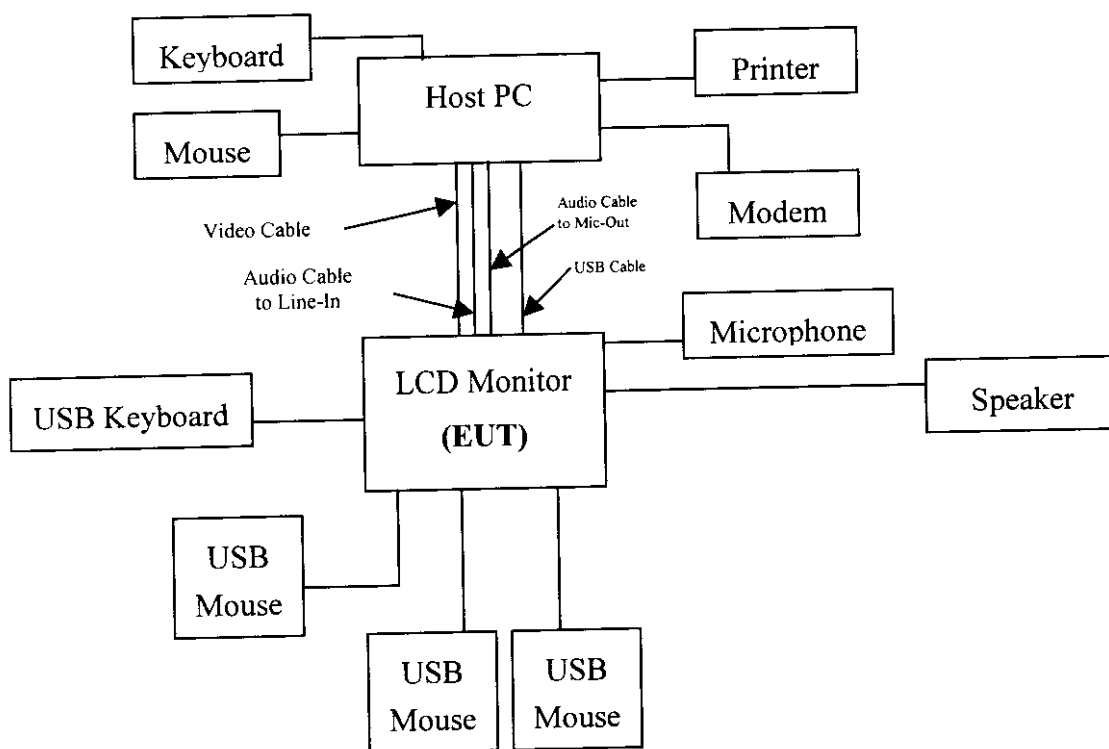 Keyboard
Host PC
Printer
Mouse
Modem
Video Cable
Audio Cable
to Mic-Out
Audio Cable
to Line-In
USB Cable
Microphone
LCD Monitor
(EUT)
USB Keyboard
Speaker
USB
Mouse
USB
Mouse
USB
Mouse